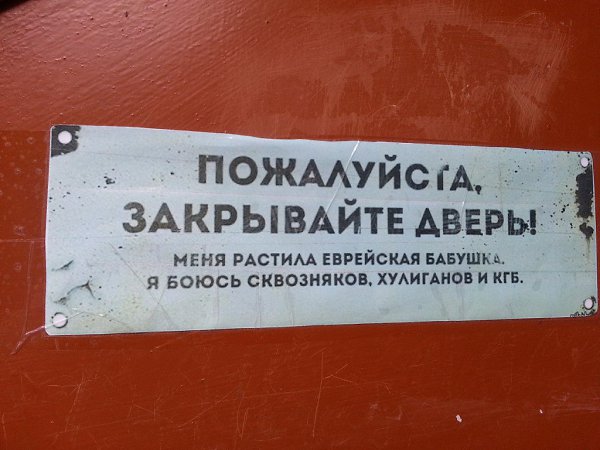 ПОЖАЛУЙСТА,
ЗАКРЫВАЙТЕ ДВЕРЬ!
МЕНЯ РАСТИЛА ЕВРЕЙСКАЯ БАБУШКА.
Я БОЮСЬ СКВОЗНЯКОВ, ХУЛИГАНОВ И КГБ.